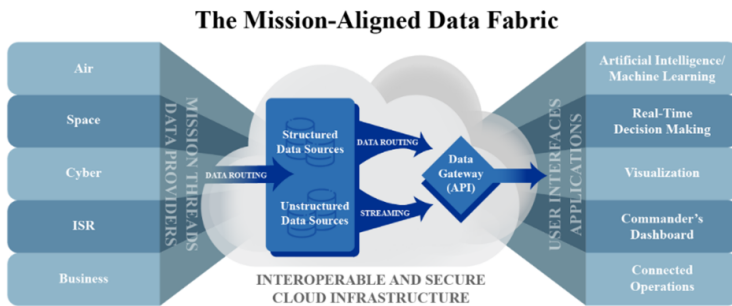 The Mission-Aligned Data Fabric
Air
Space
Cyber
ISR
Business
MISSION THREADS
DATA PROVIDERS
DATA ROUTING
Structured
Data Sources
Unstructured
Data Sources
DATA ROUTING
STREAMING
Data
Gateway
(API)
INTEROPERABLE AND SECURE
CLOUD INFRASTRUCTURE
USER INTERFACES
APPLICATIONS
Artificial Intelligence/
Machine Learning
Real-Time
Decision Making
Visualization
Commander's
Dashboard
Connected
Operations